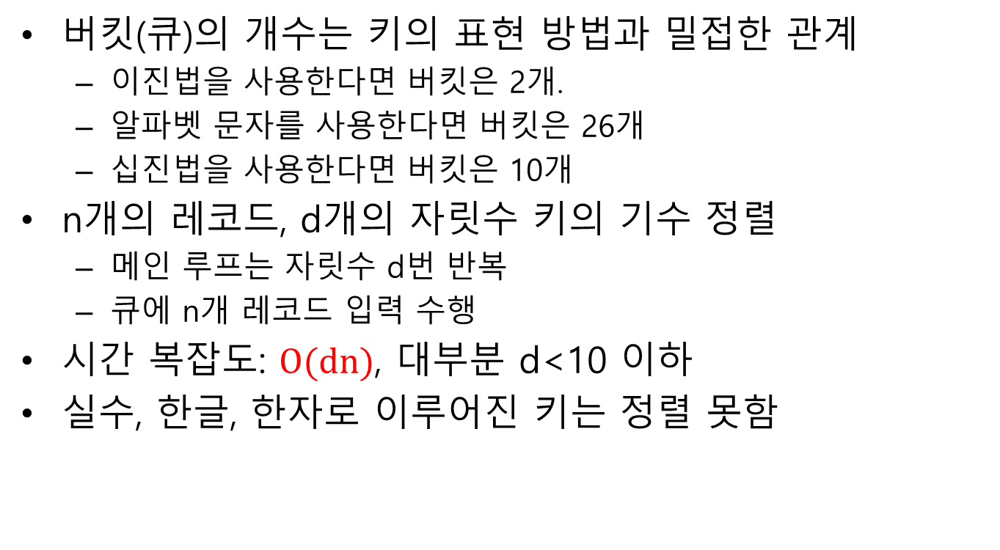 • 버킷(큐)의 개수는 키의 표현 방법과 밀접한 관계
– 이진법을 사용한다면 버킷은 2개.
– 알파벳 문자를 사용한다면 버킷은 26개
– 십진법을 사용한다면 버킷은 10개
• n개의 레코드, d개의 자릿수 키의 기수 정렬
– 메인 루프는 자릿수 d번 반복
– 큐에 n개 레코드 입력 수행
• 시간 복잡도: O(dn), 대부분 d<10 이하
• 실수, 한글, 한자로 이루어진 키는 정렬 못함